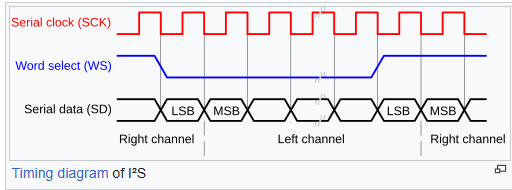 Serial clock (SCK)
Word select (WS)
Serial data (SD)
LSB MSB LSB MSB
Right channel Left channel Right channel
Timing diagram of I²S